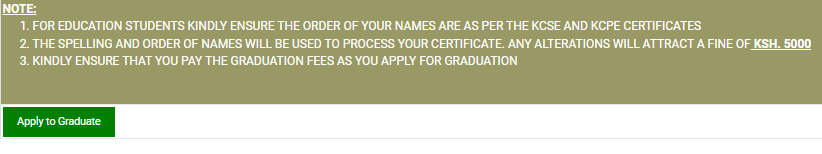 NOTE:
1. FOR EDUCATION STUDENTS KINDLY ENSURE THE ORDER OF YOUR NAMES ARE AS PER THE KCSE AND KCPE CERTIFICATES
2. THE SPELLING AND ORDER OF NAMES WILL BE USED TO PROCESS YOUR CERTIFICATE. ANY ALTERATIONS WILL ATTRACT A FINE OF KSH. 5000
3. KINDLY ENSURE THAT YOU PAY THE GRADUATION FEES AS YOU APPLY FOR GRADUATION
Apply to Graduate